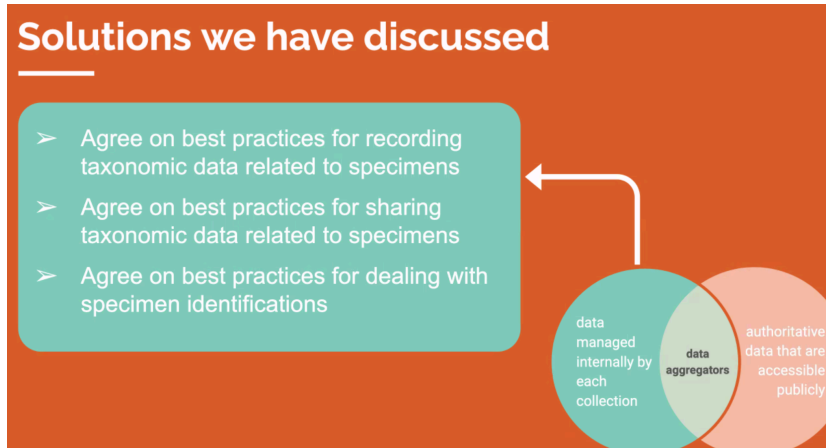 Solutions we have discussed
➢ Agree on best practices for recording
taxonomic data related to specimens
➢ Agree on best practices for sharing
taxonomic data related to specimens
➢ Agree on best practices for dealing with
specimen identifications
data
managed
internally by
each
collection
data
aggregators
authoritative
data that are
accessible
publicly